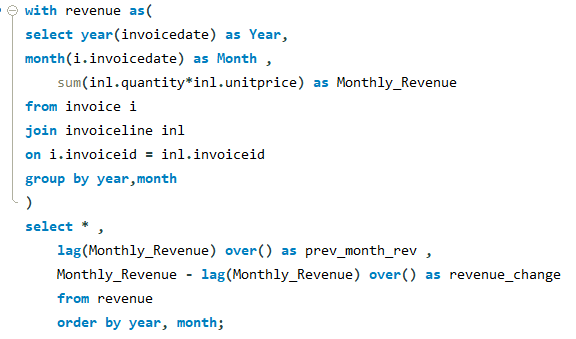 with revenue as(
select year(invoicedate) as Year,
month(i.invoicedate) as Month ,
sum(inl.quantity*inl.unitprice) as Monthly_Revenue
from invoice i
join invoiceline inl
on i.invoiceid = inl.invoiceid
group by year,month
)
select * ,
lag(Monthly_Revenue) over() as prev_month_rev ,
Monthly_Revenue - lag(Monthly_Revenue) over() as revenue_change
from revenue
order by year, month;